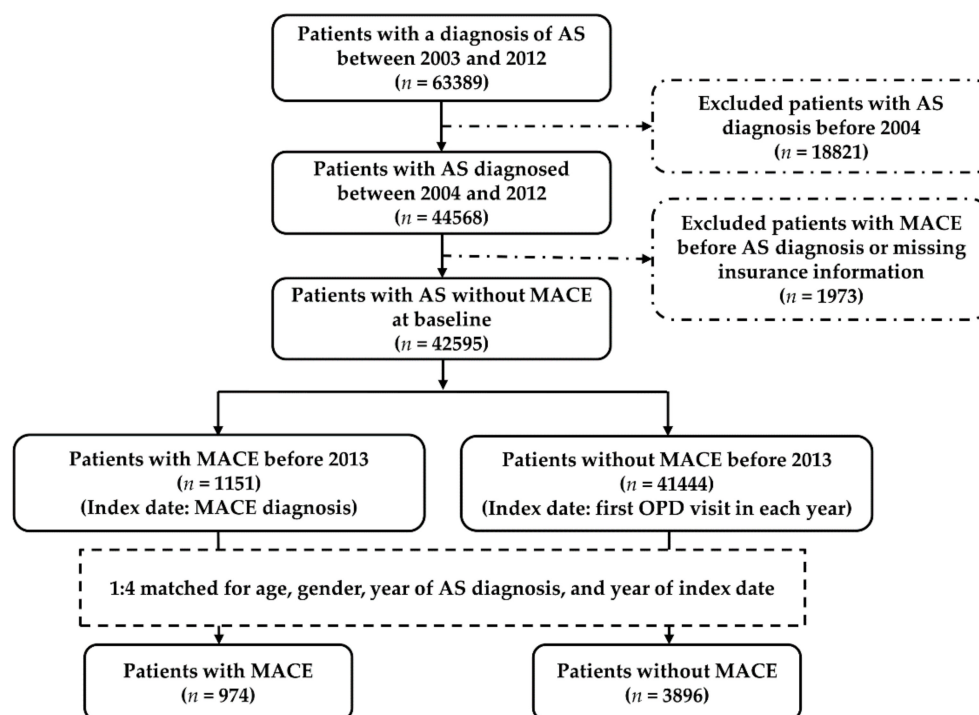 Patients with a diagnosis of AS
between 2003 and 2012
(n = 63389)
Excluded patients with AS
diagnosis before 2004
(n = 18821)
Patients with AS diagnosed
between 2004 and 2012
(n = 44568)
Excluded patients with MACE
before AS diagnosis or missing
insurance information
(n = 1973)
Patients with AS without MACE
at baseline
(n = 42595)
Patients with MACE before 2013
(n = 1151)
(Index date: MACE diagnosis)
Patients without MACE before 2013
(n = 41444)
(Index date: first OPD visit in each year)
1:4 matched for age, gender, year of AS diagnosis, and year of index date
Patients with MACE
(n = 974)
Patients without MACE
(n = 3896)